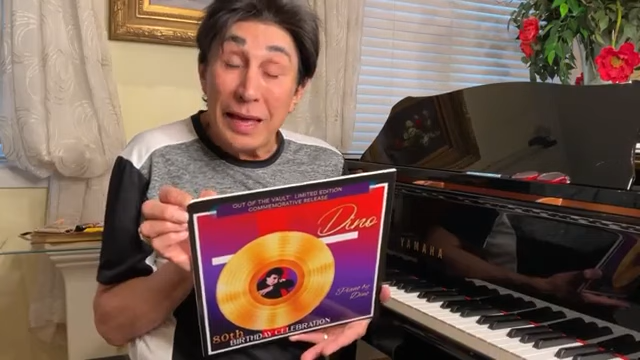 OUT OF THE VAULT LIMITED EDITION
COMMEMORATIVE RELEASE
Dino
Piano by
Dino
80th
BIRTHDAY CELEBRATION
YAMAHA